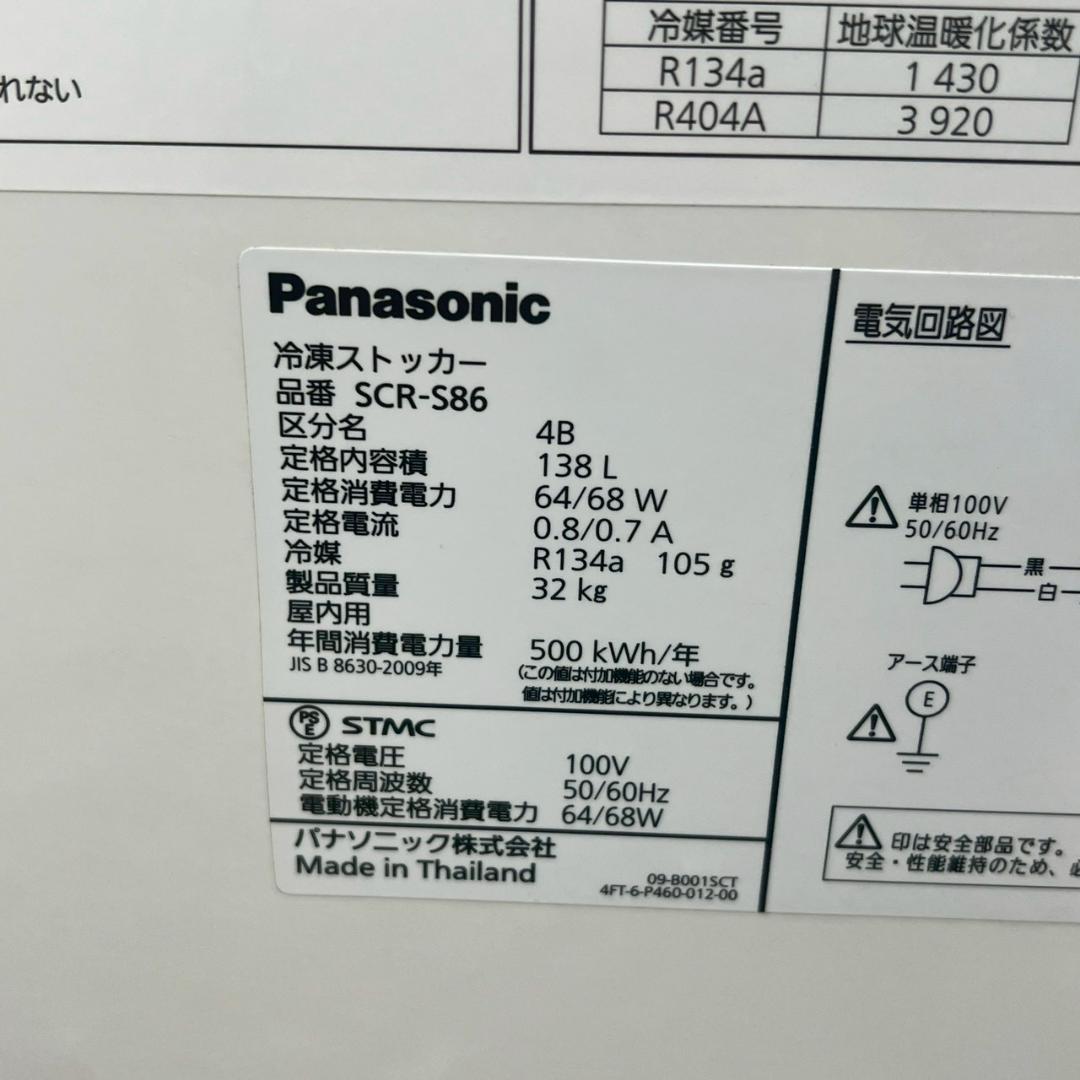 れない
冷媒番号 地球温暖化係数
R134a 1 430
R404A 3 920
Panasonic
冷凍ストッカー
品番 SCR-S86
区分名 4B
定格内容積 138 L
定格消費電力 64/68 W
定格電流 0.8/0.7 A
冷媒 R134a 105 g
製品質量 32 kg
屋内用
年間消費電力量 500 kWh/年
JIS B 8630-2009年 (この値は付加機能のない場合です。
値は付加機能により異なります。)
PS
E STMC
定格電圧 100V
定格周波数 50/60Hz
電動機定格消費電力 64/68W
パナソニック株式会社
Made in Thailand
09-B001SCT
4FT-6-P460-012-00
電気回路図
単相100V
50/60Hz
黒
白
アース端子
E
印は安全部品です。
安全・性能維持のため、